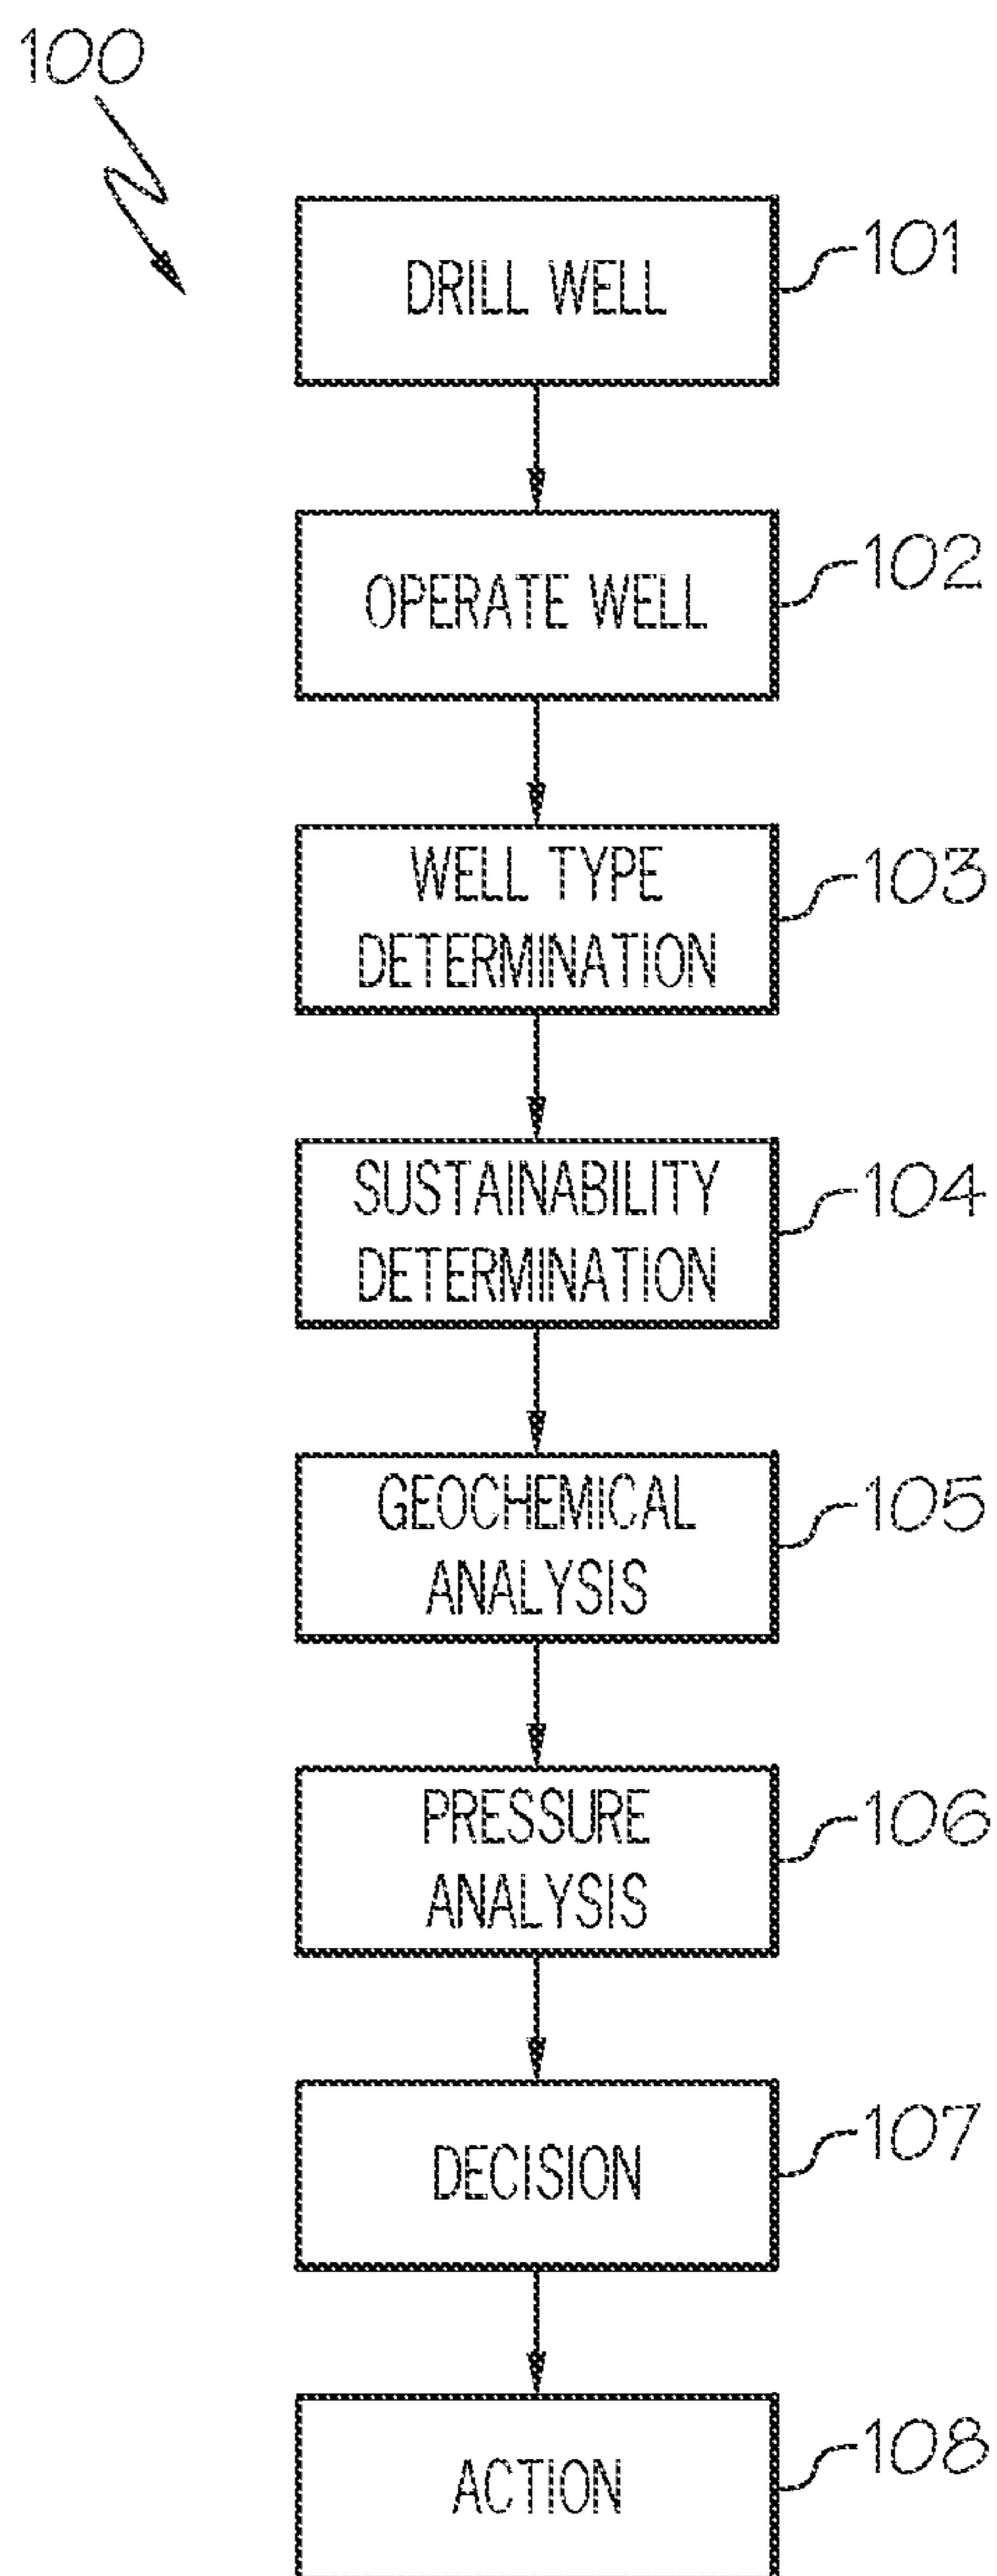 100
DRILL WELL
101
OPERATE WELL
102
WELL TYPE
DETERMINATION
103
SUSTAINABILITY
DETERMINATION
104
GEOCHEMICAL
ANALYSIS
105
PRESSURE
ANALYSIS
106
DECISION
107
ACTION
108